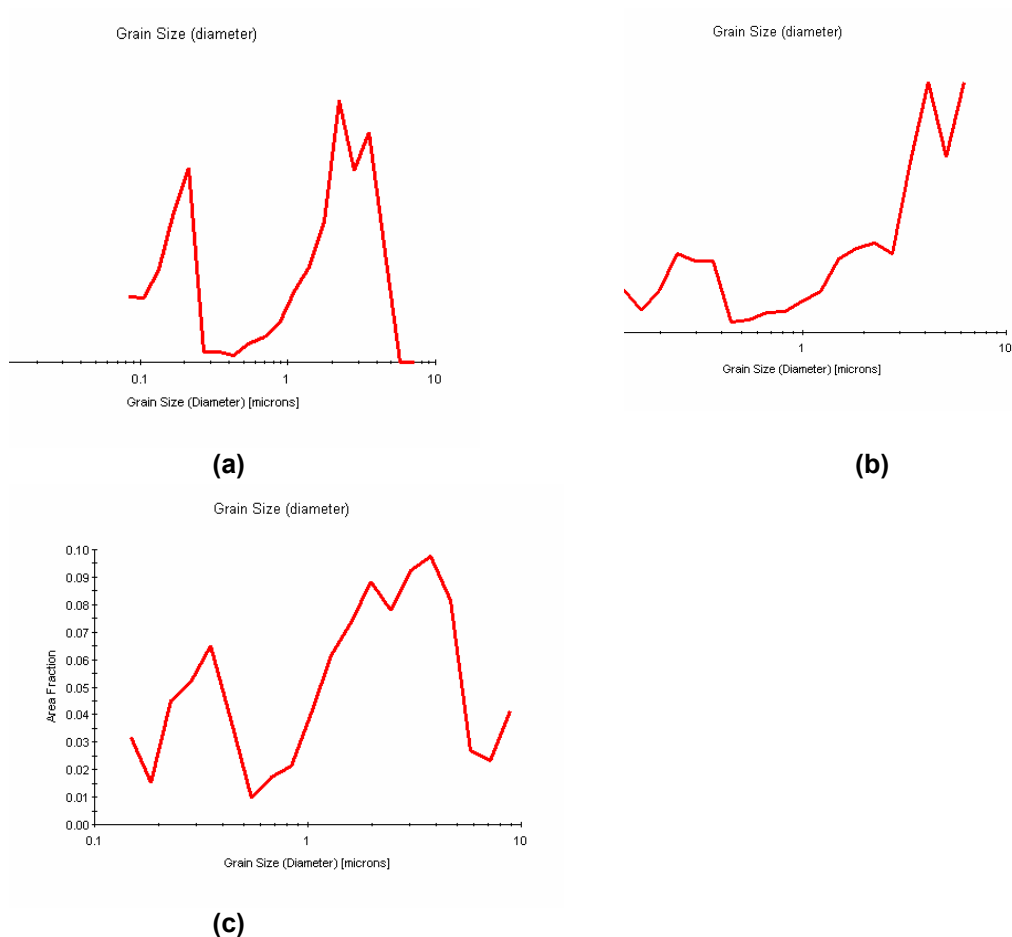 Grain Size (diameter)
0.1 1 10
Grain Size (Diameter) [microns]
(a)
Grain Size (diameter)
1 10
Grain Size (Diameter) [microns]
(b)
Grain Size (diameter)
0.10
0.09
0.08
0.07
0.06
0.05
0.04
0.03
0.02
0.01
0.00
Area Fraction
0.1 1 10
Grain Size (Diameter) [microns]
(c)